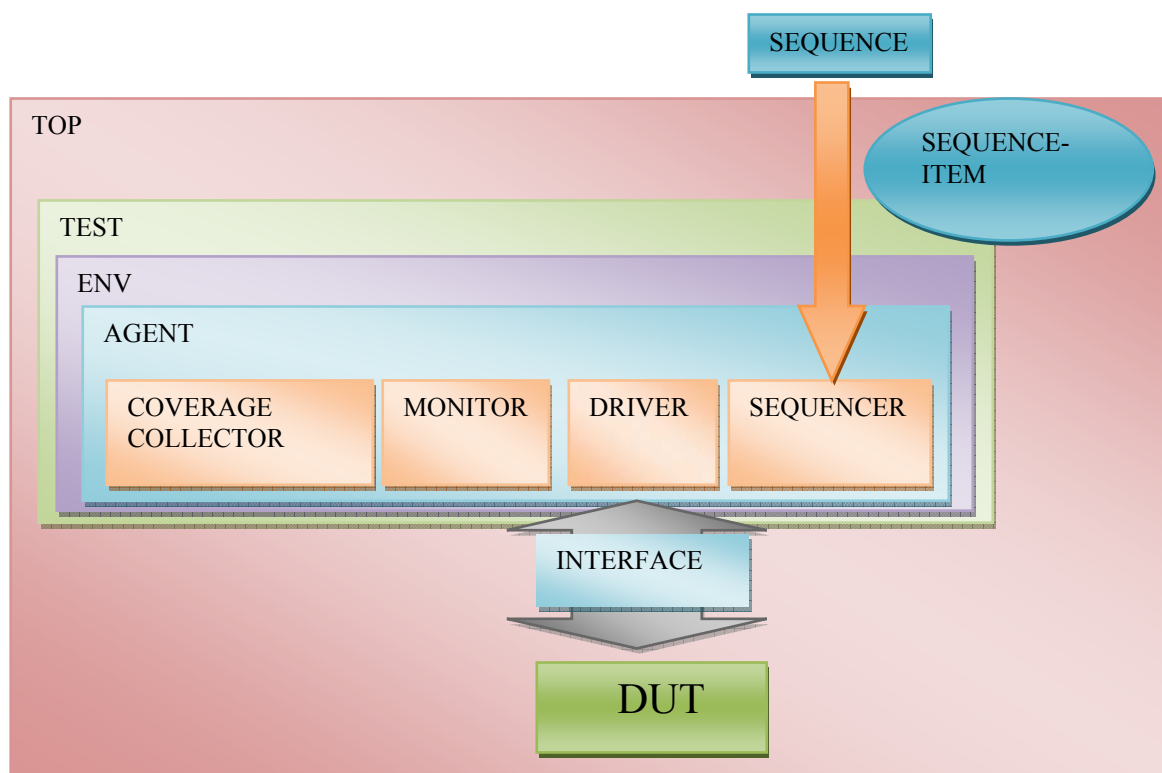 SEQUENCE
TOP
SEQUENCE-
ITEM
TEST
ENV
AGENT
COVERAGE
COLLECTOR
MONITOR
DRIVER
SEQUENCER
INTERFACE
DUT